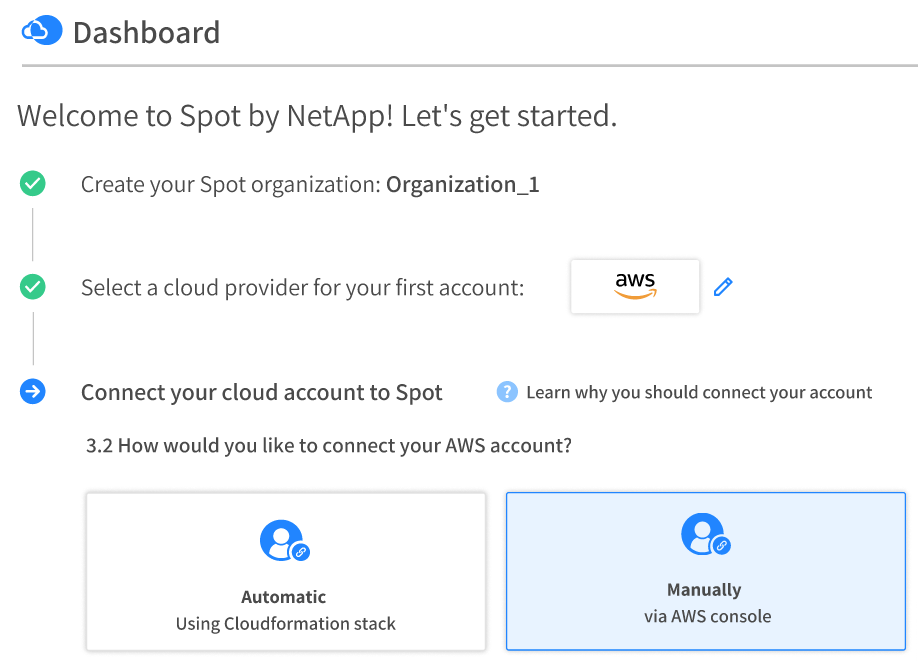 Dashboard
Welcome to Spot by NetApp! Let's get started.
Create your Spot organization: Organization_1
Select a cloud provider for your first account:
aws
Connect your cloud account to Spot
? Learn why you should connect your account
3.2 How would you like to connect your AWS account?
Automatic
Using Cloudformation stack
Manually
via AWS console